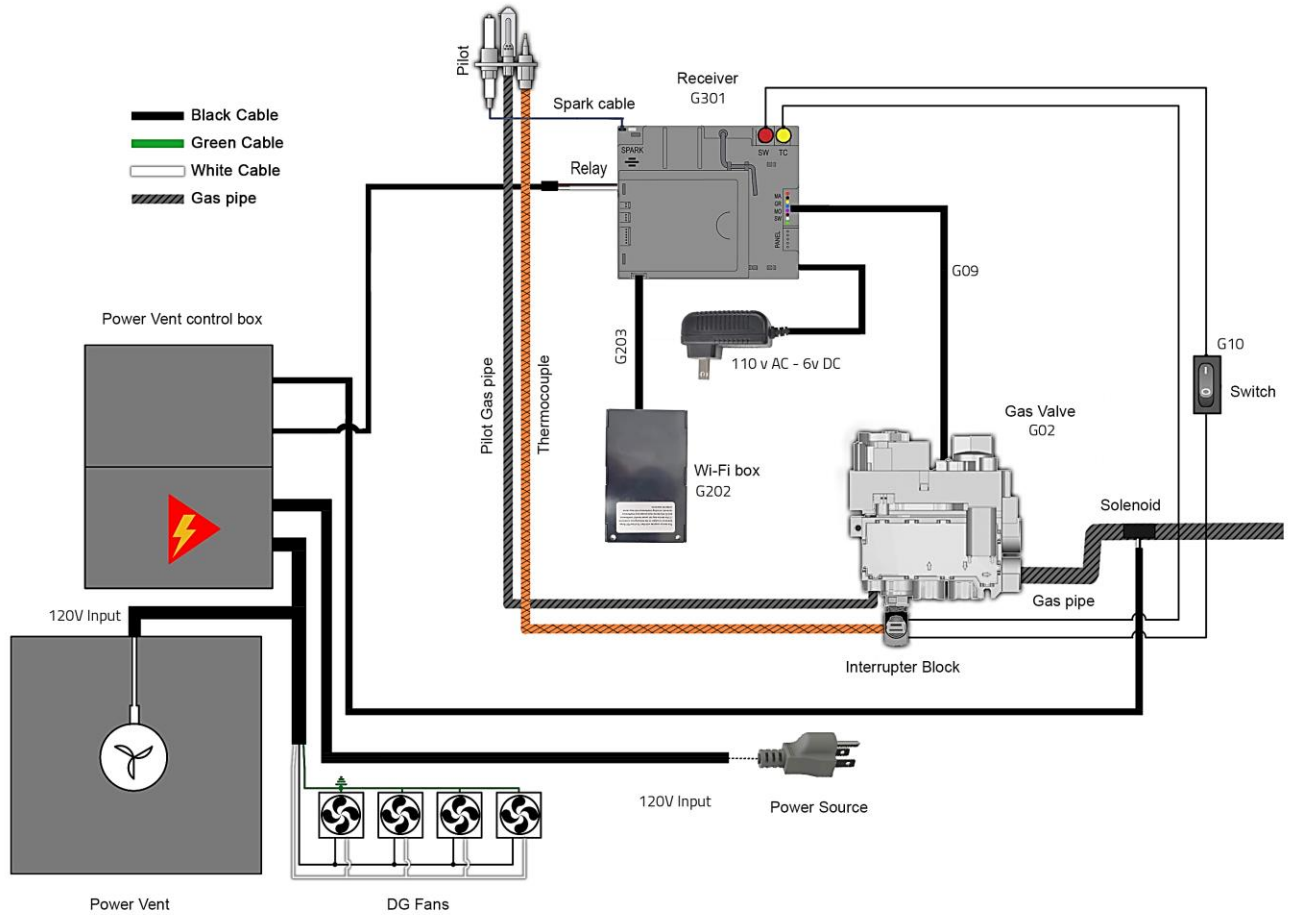 Pilot
Receiver
G301
Spark cable
SPARK
SW TC
Black Cable
Green Cable
White Cable
Gas pipe
Relay
MA
GR
MO
SW
PANEL
G09
Power Vent control box
G203
110 v AC - 6v DC
G10
Switch
Pilot Gas pipe
Thermocouple
Gas Valve
G02
Wi-Fi box
G202
Solenoid
Gas pipe
120V Input
Interrupter Block
120V Input
Power Source
Power Vent
DG Fans